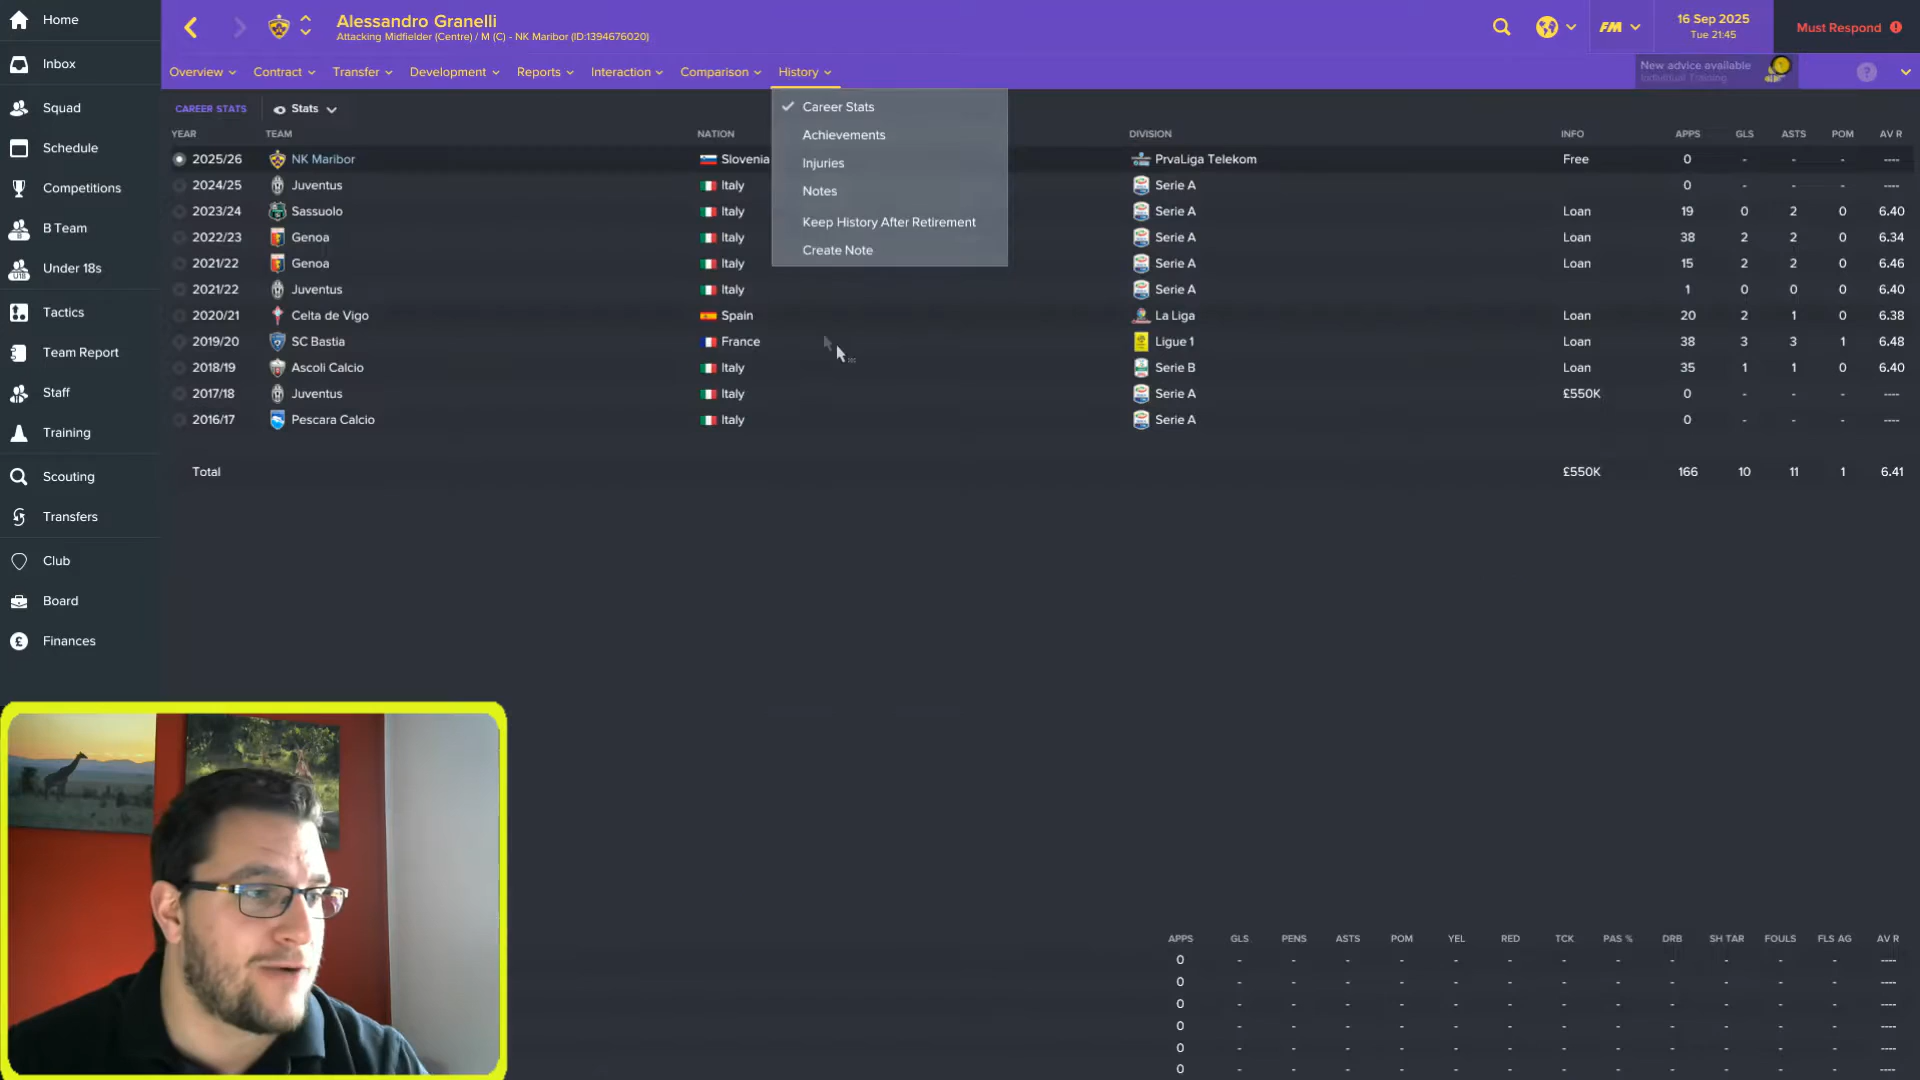 Home
Inbox
Squad
Schedule
Competitions
B Team
Under 18s
Tactics
Team Report
Staff
Training
Scouting
Transfers
Club
Board
Finances
Alessandro Granelli
Attacking Midfielder (Centre) / M (C) - NK Maribor (ID:1394676020)
FM
16 Sep 2025
Tue 21:45
Must Respond
Overview Contract Transfer Development Reports Interaction Comparison History
New advice available
Individual Training
?
CAREER STATS Stats
Career Stats
Achievements
Injuries
Notes
Keep History After Retirement
Create Note
YEAR TEAM NATION DIVISION INFO APPS GLS ASTS POM AV R
2025/26 NK Maribor Slovenia PrvaLiga Telekom Free 0 - - - ----
2024/25 Juventus Italy Serie A 0 - - - ----
2023/24 Sassuolo Italy Serie A Loan 19 0 2 0 6.40
2022/23 Genoa Italy Serie A Loan 38 2 2 0 6.34
2021/22 Genoa Italy Serie A Loan 15 2 2 0 6.46
2021/22 Juventus Italy Serie A 1 0 0 0 6.40
2020/21 Celta de Vigo Spain La Liga Loan 20 2 1 0 6.38
2019/20 SC Bastia France Ligue 1 Loan 38 3 3 1 6.48
2018/19 Ascoli Calcio Italy Serie B Loan 35 1 1 0 6.40
2017/18 Juventus Italy Serie A £550K 0 - - - ----
2016/17 Pescara Calcio Italy Serie A 0 - - - ----
Total £550K 166 10 11 1 6.41
APPS GLS PENS ASTS POM YEL RED TCK PAS % DRB SH TAR FOULS FLS AG AV R
0 - - - - - - - - - - - - ----
0 - - - - - - - - - - - - ----
0 - - - - - - - - - - - - ----
0 - - - - - - - - - - - - ----
0 - - - - - - - - - - - - ----
0 - - - - - - - - - - - - ----